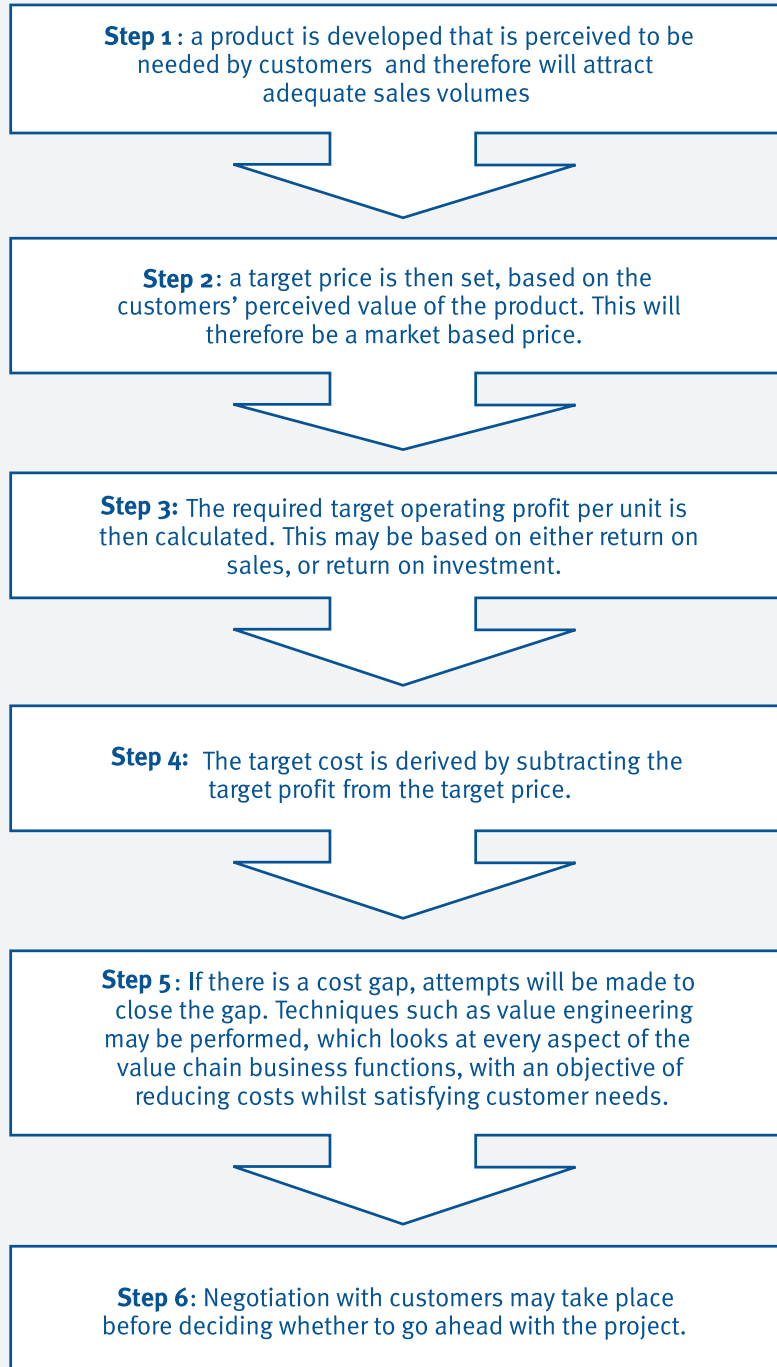 Step 1 : a product is developed that is perceived to be
needed by customers and therefore will attract
adequate sales volumes
Step 2: a target price is then set, based on the
customers’ perceived value of the product. This will
therefore be a market based price.
Step 3: The required target operating profit per unit is
then calculated. This may be based on either return on
sales, or return on investment.
Step 4: The target cost is derived by subtracting the
target profit from the target price.
Step 5: If there is a cost gap, attempts will be made to
close the gap. Techniques such as value engineering
may be performed, which looks at every aspect of the
value chain business functions, with an objective of
reducing costs whilst satisfying customer needs.
Step 6: Negotiation with customers may take place
before deciding whether to go ahead with the project.